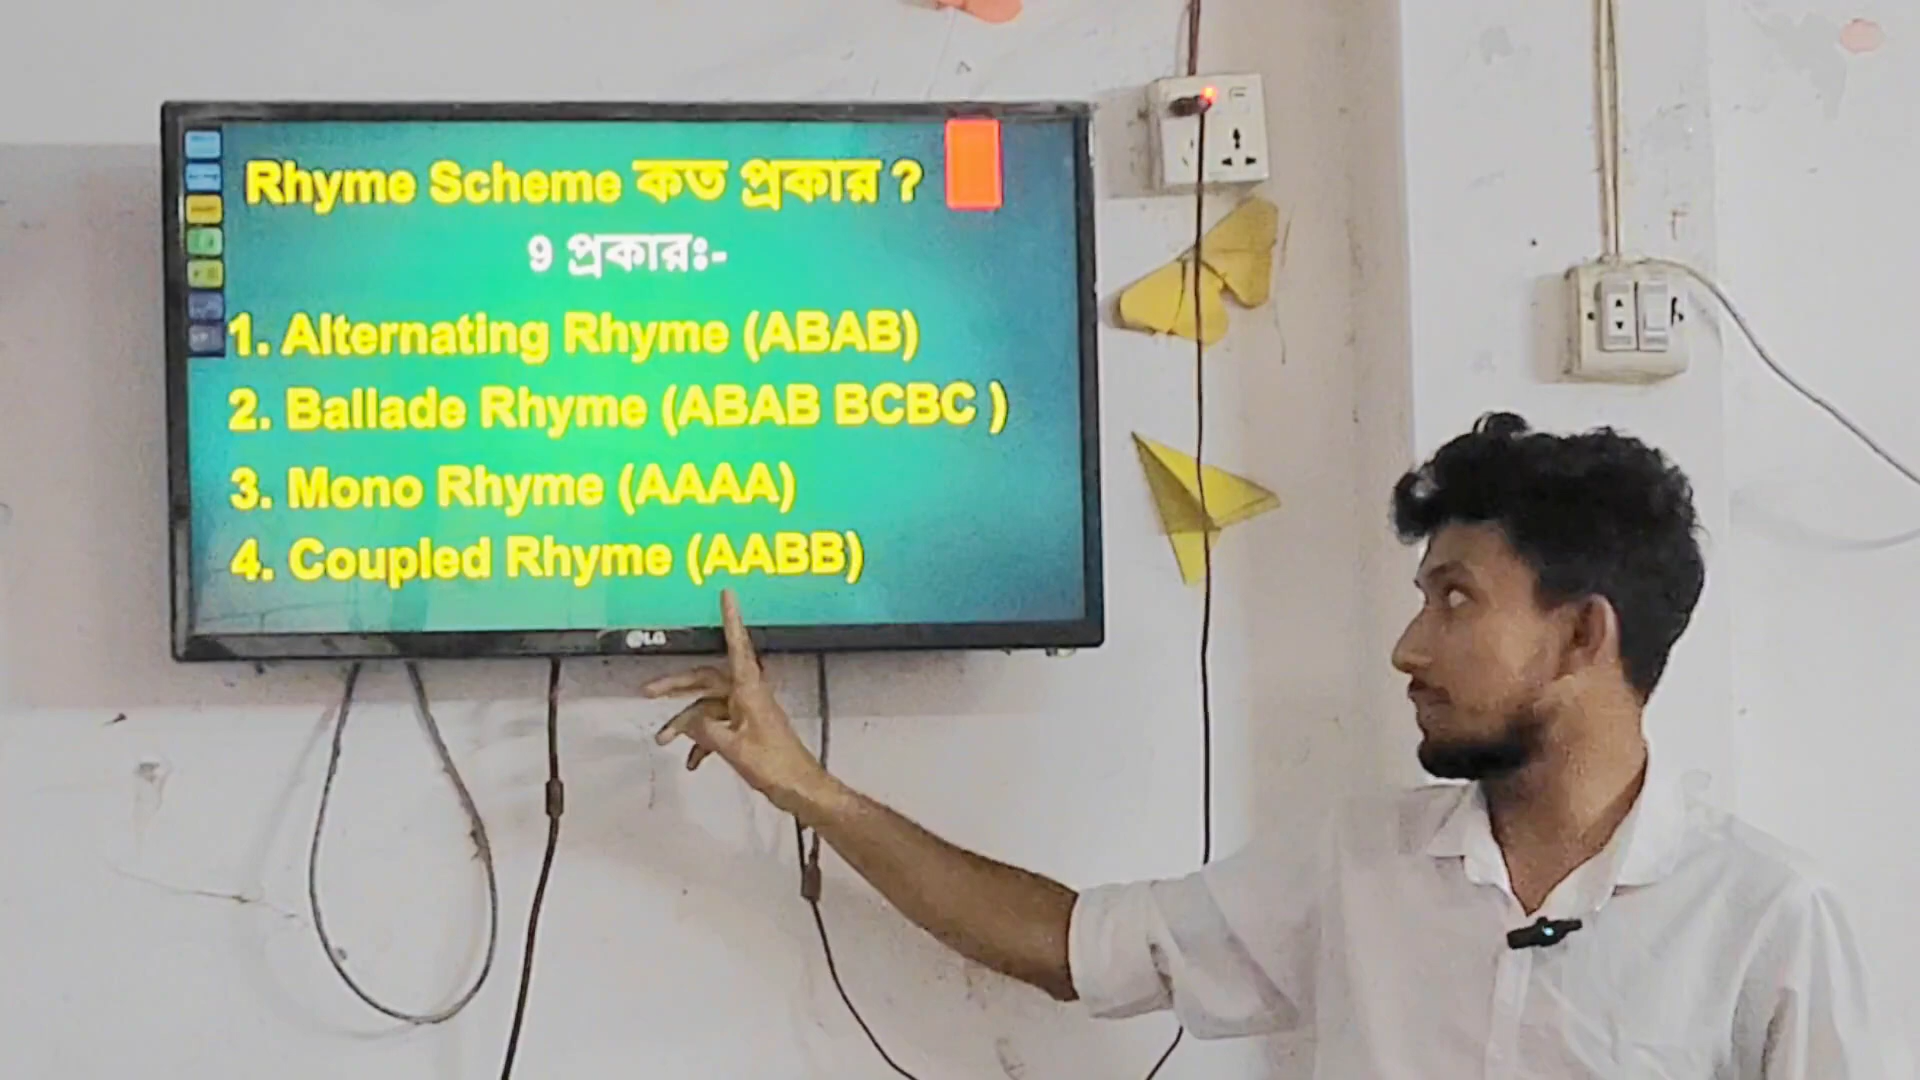 Rhyme Scheme কত প্রকার ?
9 প্রকারঃ-
1. Alternating Rhyme (ABAB)
2. Ballade Rhyme (ABAB BCBC )
3. Mono Rhyme (AAAA)
4. Coupled Rhyme (AABB)
LG